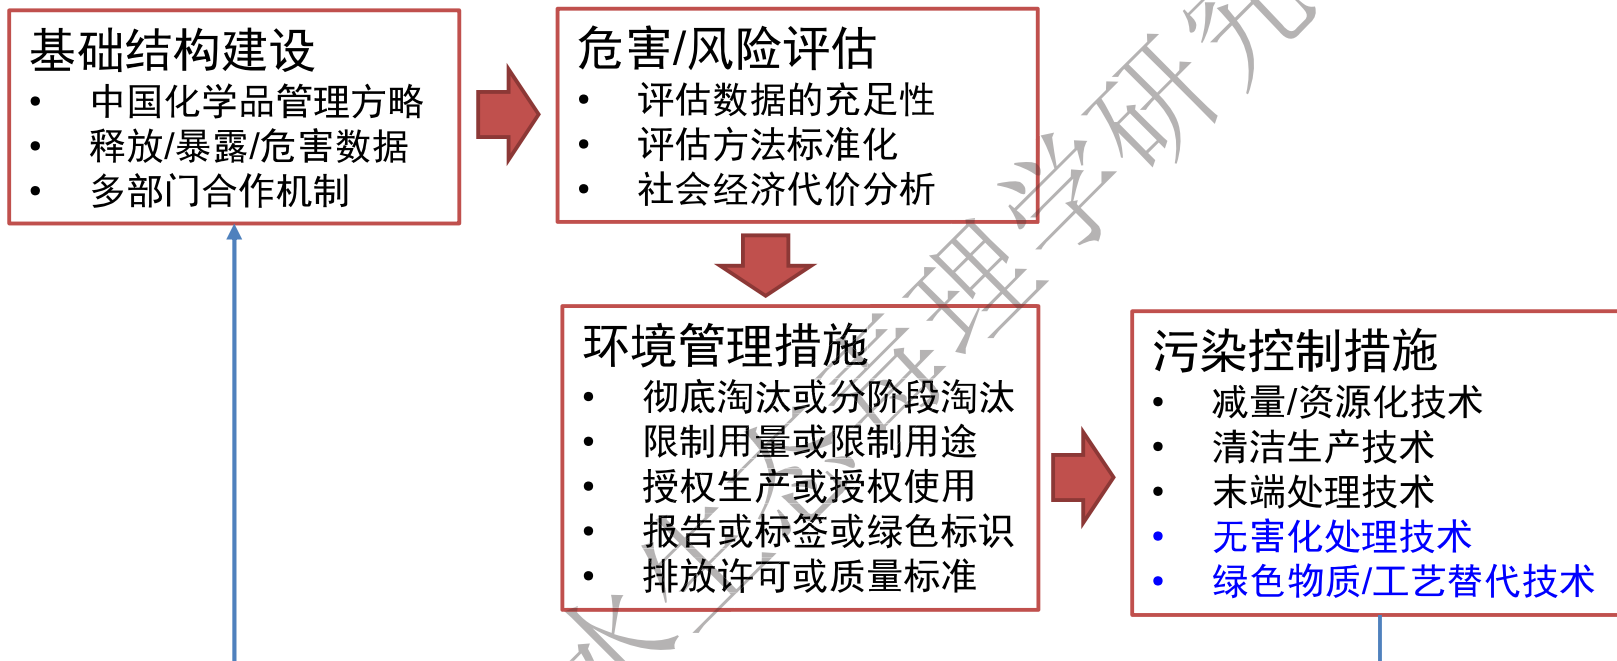 基础结构建设
• 中国化学品管理方略
• 释放/暴露/危害数据
• 多部门合作机制
危害/风险评估
• 评估数据的充足性
• 评估方法标准化
• 社会经济代价分析
环境管理措施
• 彻底淘汰或分阶段淘汰
• 限制用量或限制用途
• 授权生产或授权使用
• 报告或标签或绿色标识
• 排放许可或质量标准
污染控制措施
• 减量/资源化技术
• 清洁生产技术
• 末端处理技术
• 无害化处理技术
• 绿色物质/工艺替代技术
水生态毒理学研究